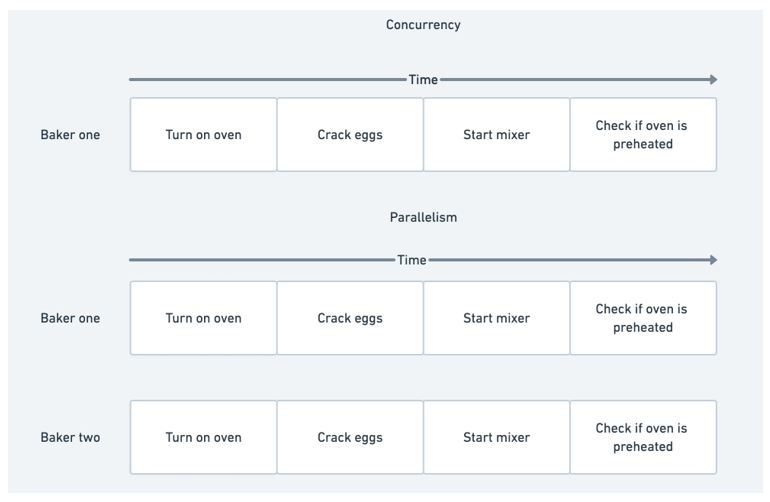 Concurrency
Time
Baker one
Turn on oven
Crack eggs
Start mixer
Check if oven is
preheated
Parallelism
Time
Baker one
Turn on oven
Crack eggs
Start mixer
Check if oven is
preheated
Baker two
Turn on oven
Crack eggs
Start mixer
Check if oven is
preheated